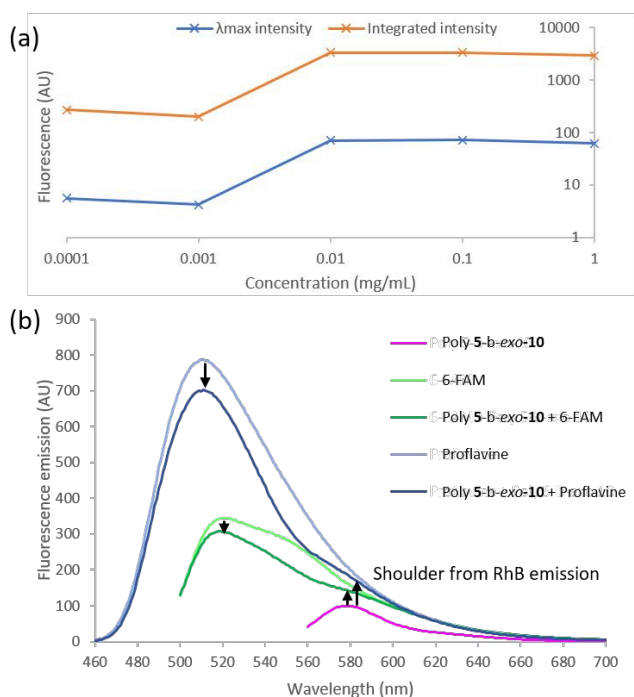 (a)
λmax intensity
Integrated intensity
Fluorescence (AU)
10000
1000
100
10
1
0.0001
0.001
0.01
0.1
1
Concentration (mg/mL)
(b)
Fluorescence emission (AU)
900
800
700
600
500
400
300
200
100
0
Poly 5-b-exo-10
6-FAM
Poly 5-b-exo-10 + 6-FAM
Proflavine
Poly 5-b-exo-10 + Proflavine
Shoulder from RhB emission
460
480
500
520
540
560
580
600
620
640
660
680
700
Wavelength (nm)